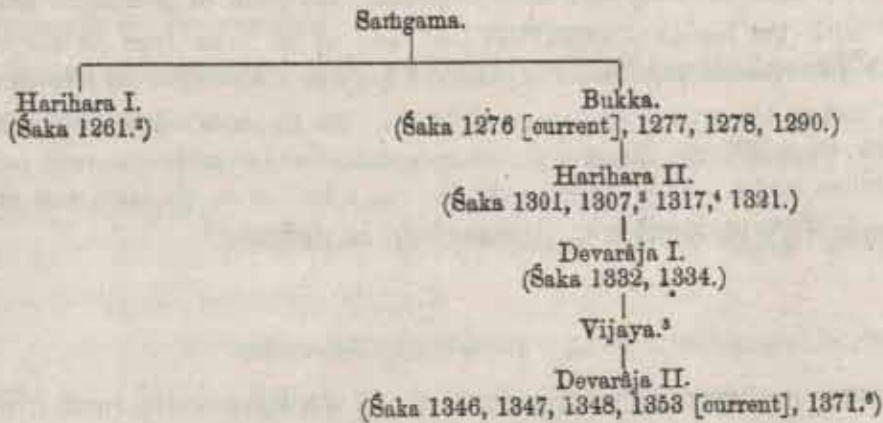 Saṁgama.
Harihara I. Bukka.
(Śaka 1261.²) (Śaka 1276 [current], 1277, 1278, 1290.)
Harihara II.
(Śaka 1301, 1307,³ 1317,⁴ 1321.)
Devarâja I.
(Śaka 1332, 1334.)
Vijaya.⁵
Devarâja II.
(Śaka 1346, 1347, 1348, 1353 [current], 1371.⁶)